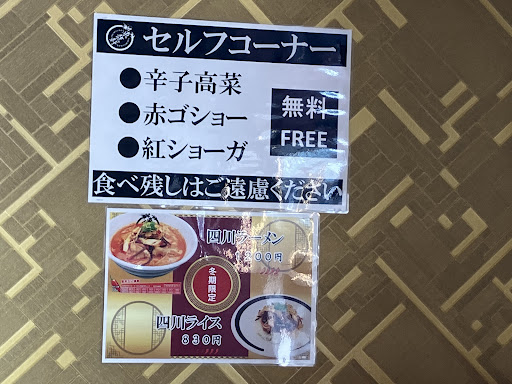 セルフコーナー
●辛子高菜
●赤ゴショー
●紅ショーガ
無料
FREE
食べ残しはご遠慮ください
四川ラーメン
冬期限定
四川ライス
830円